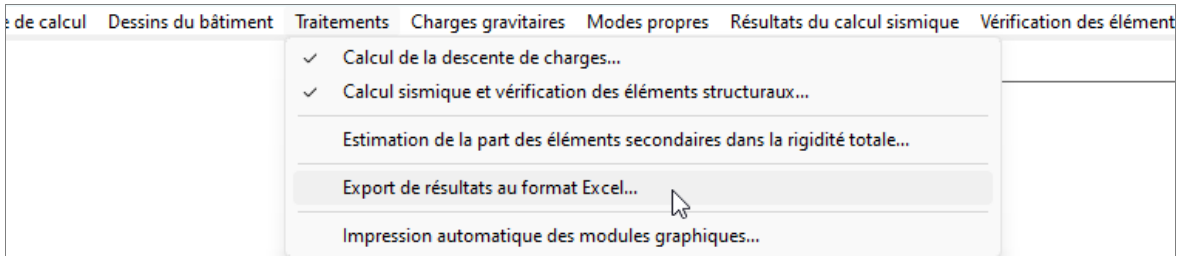 de calcul Dessins du bâtiment Traitements Charges gravitaires Modes propres Résultats du calcul sismique Vérification des élément
Calcul de la descente de charges...
Calcul sismique et vérification des éléments structuraux...
Estimation de la part des éléments secondaires dans la rigidité totale...
Export de résultats au format Excel...
Impression automatique des modules graphiques...